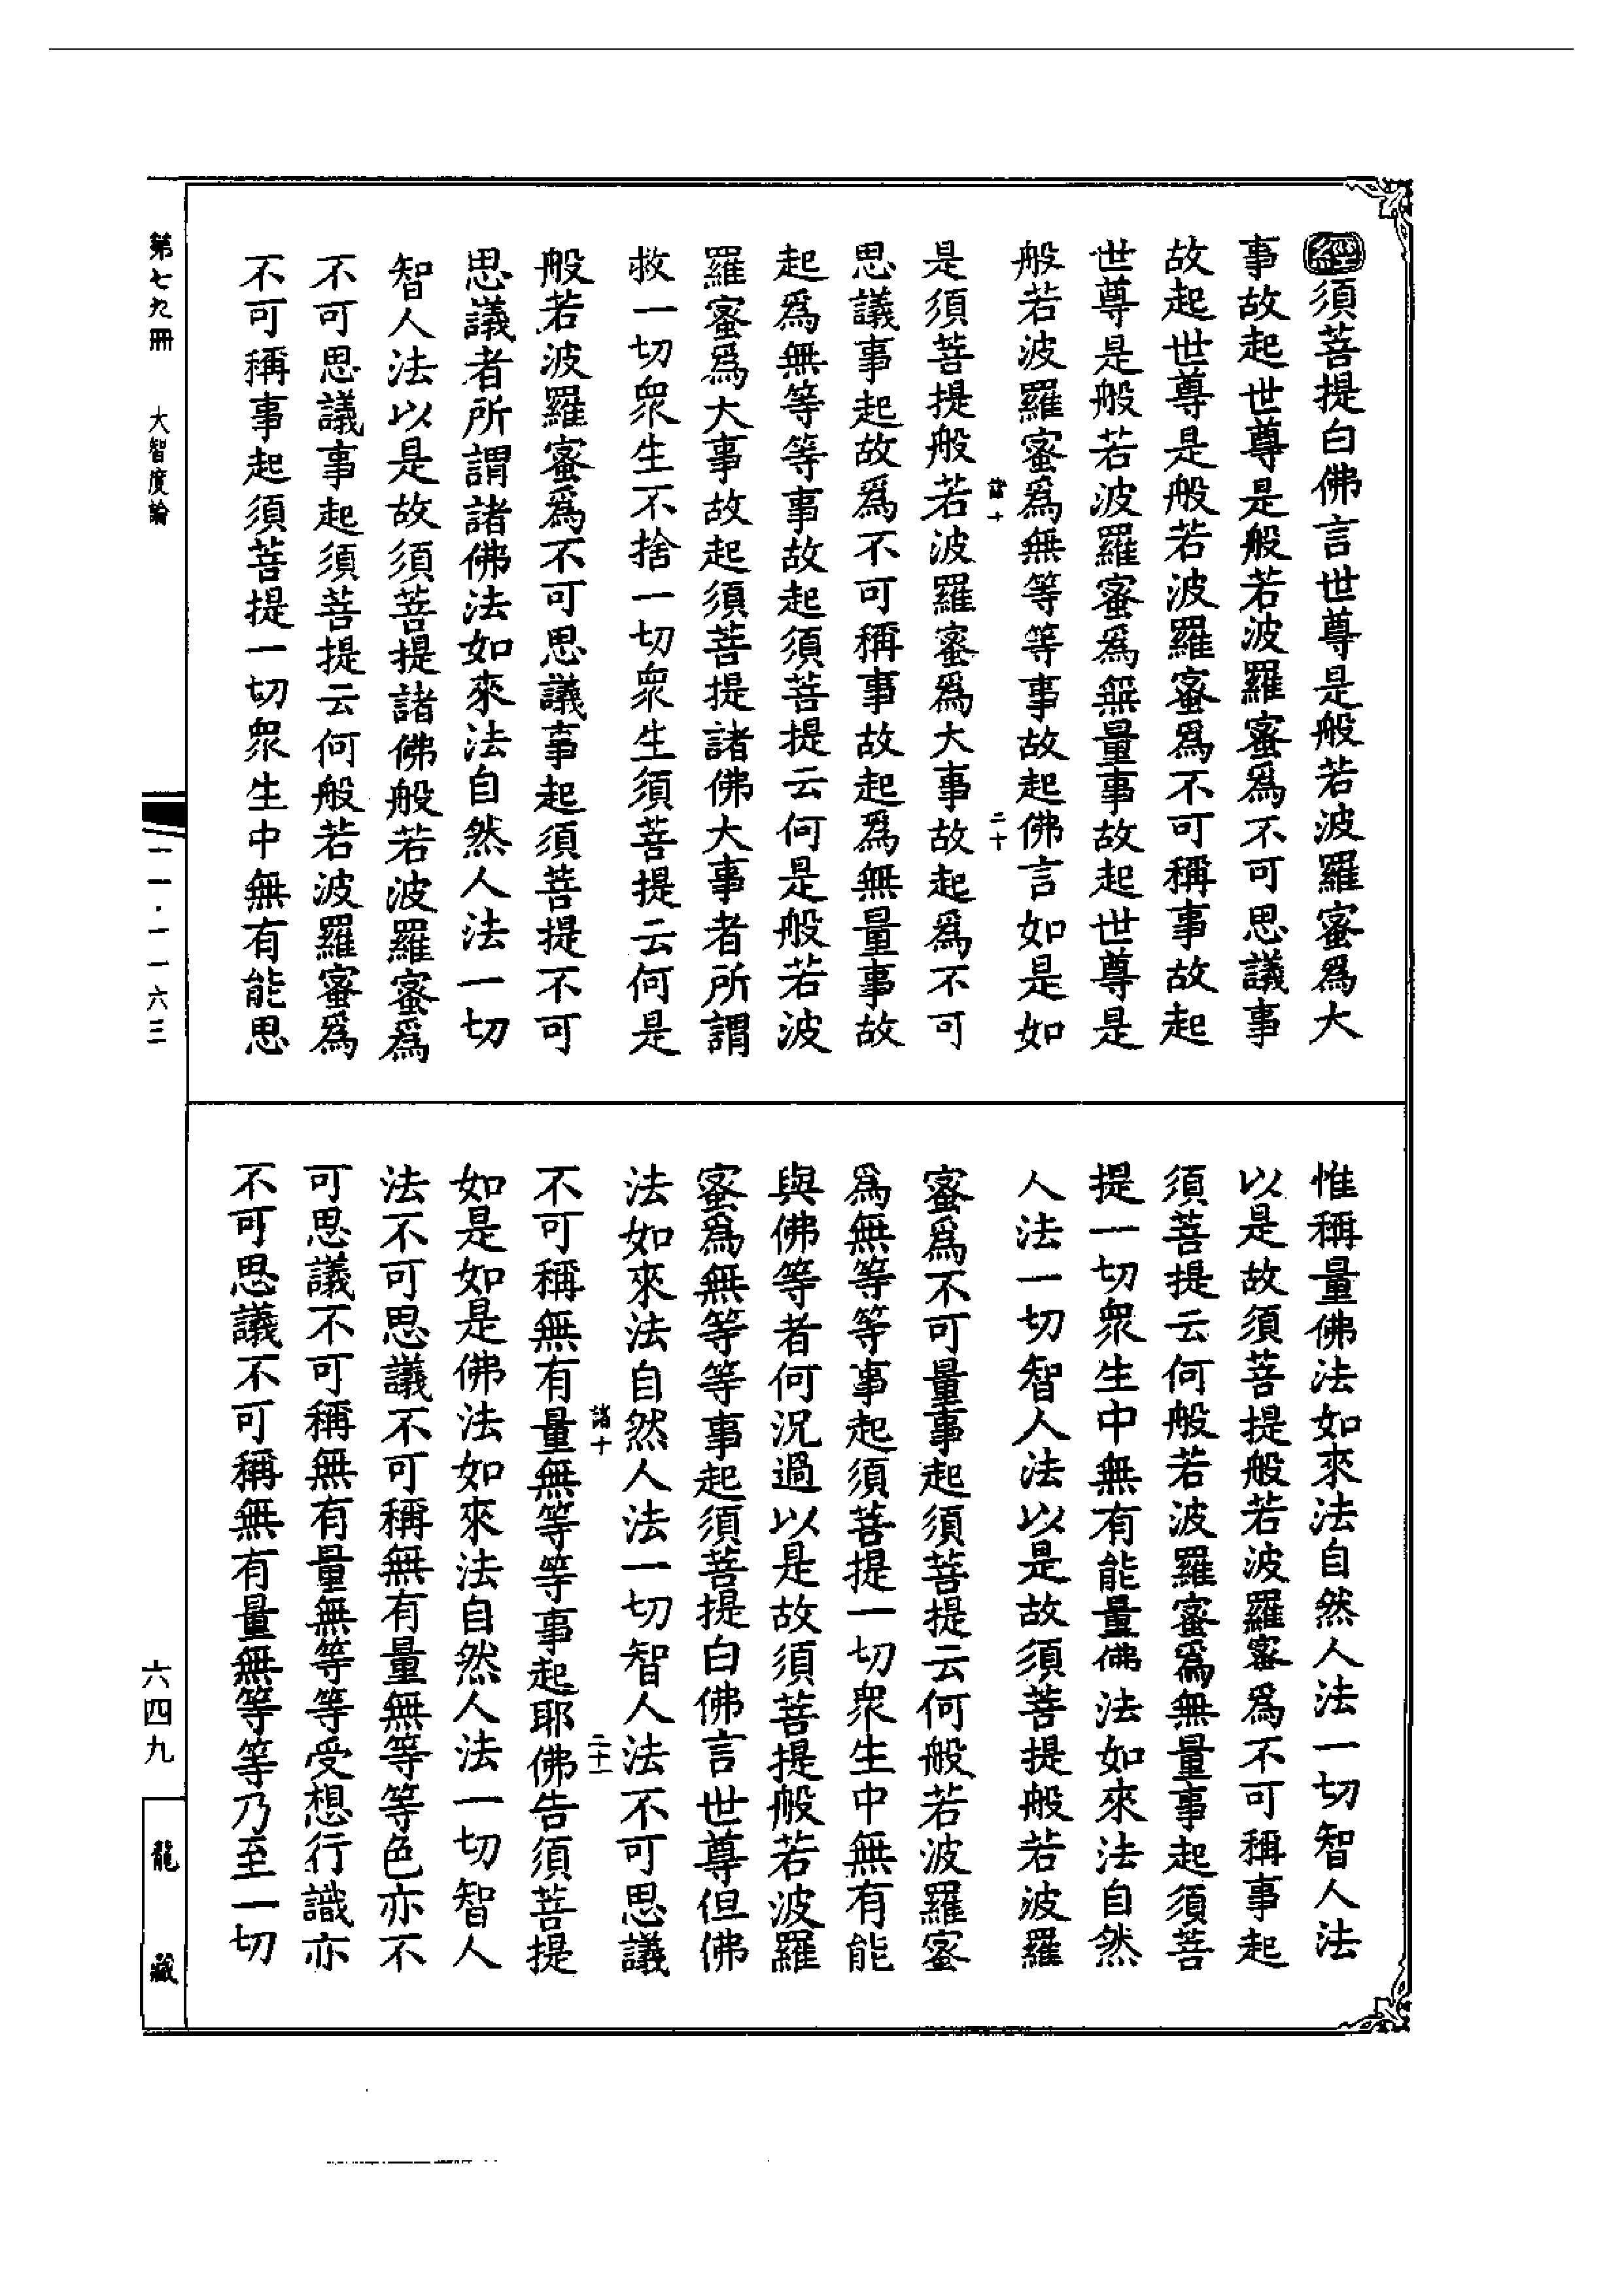 經須菩提白佛言世尊是般若波羅蜜爲大
事故起世尊是般若波羅蜜爲不可思議事
故起世尊是般若波羅蜜爲不可稱事故起
世尊是般若波羅蜜爲無量事故起世尊是
般若波羅蜜爲無等等事故起佛言如是如
諸十 二十
是須菩提般若波羅蜜爲大事故起爲不可
思議事起故爲不可稱事故起爲無量事故
起爲無等等事故起須菩提云何是般若波
羅蜜爲大事故起須菩提諸佛大事者所謂
救一切眾生不捨一切眾生須菩提云何是
般若波羅蜜爲不可思議事起須菩提不可
思議者所謂諸佛法如來法自然人法一切
智人法以是故須菩提諸佛般若波羅蜜爲
不可思議事起須菩提云何般若波羅蜜爲
不可稱事起須菩提一切眾生中無有能思
惟稱量佛法如來法自然人法一切智人法
以是故須菩提般若波羅蜜爲不可稱事起
須菩提云何般若波羅蜜爲無量事起須菩
提一切眾生中無有能量佛法如來法自然
人法一切智人法以是故須菩提般若波羅
蜜爲不可量事起須菩提云何般若波羅蜜
爲無等等事起須菩提一切眾生中無有能
與佛等者何況過以是故須菩提般若波羅
蜜爲無等等事起須菩提白佛言世尊但佛
法如來法自然人法一切智人法不可思議
諸十 二十一
不可稱無有量無等等事起耶佛告須菩提
如是如是佛法如來法自然人法一切智人
法不可思議不可稱無有量無等等色亦不
可思議不可稱無有量無等等受想行識亦
不可思議不可稱無有量無等等乃至一切
第七九冊 大智度論 一一·一一六三
六四九 龍藏